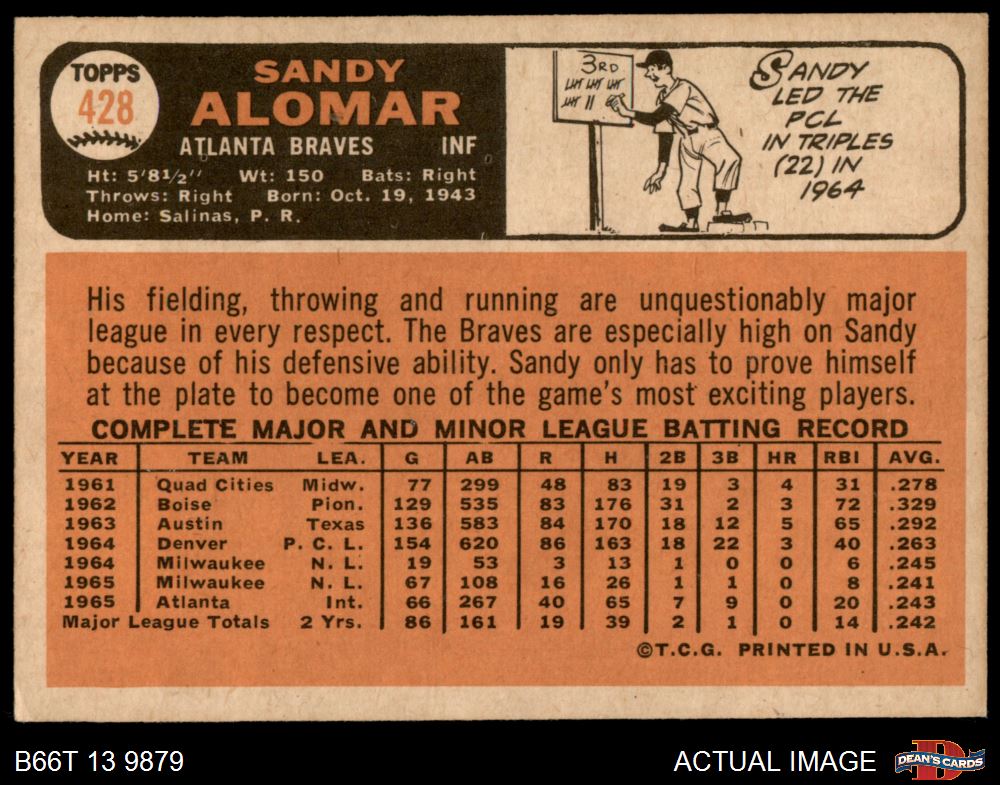 TOPPS
428
SANDY
ALOMAR
ATLANTA BRAVES INF
Ht: 5'8½" Wt: 150 Bats: Right
Throws: Right Born: Oct. 19, 1943
Home: Salinas, P. R.
3RD
SANDY
LED THE
PCL
IN TRIPLES
(22) IN
1964
His fielding, throwing and running are unquestionably major
league in every respect. The Braves are especially high on Sandy
because of his defensive ability. Sandy only has to prove himself
at the plate to become one of the game's most exciting players.
COMPLETE MAJOR AND MINOR LEAGUE BATTING RECORD
YEAR TEAM LEA. G AB R H 2B 3B HR RBI AVG.
1961 Quad Cities Midw. 77 299 48 83 19 3 4 31 .278
1962 Boise Pion. 129 535 83 176 31 2 3 72 .329
1963 Austin Texas 136 583 84 170 18 12 5 65 .292
1964 Denver P. C. L. 154 620 86 163 18 22 3 40 .263
1964 Milwaukee N. L. 19 53 3 13 1 0 0 6 .245
1965 Milwaukee N. L. 67 108 16 26 1 1 0 8 .241
1965 Atlanta Int. 66 267 40 65 7 9 0 20 .243
Major League Totals 2 Yrs. 86 161 19 39 2 1 0 14 .242
©T.C.G. PRINTED IN U.S.A.
B66T 13 9879 ACTUAL IMAGE
DEAN'S CARDS